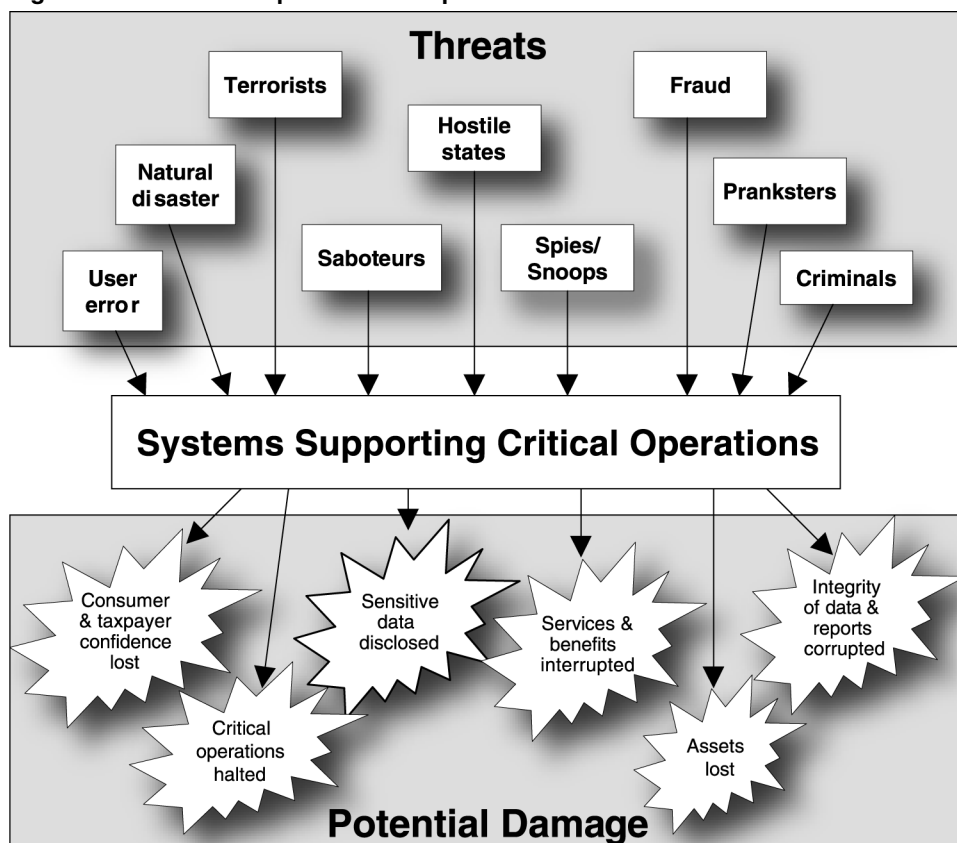 Threats
Terrorists
Fraud
Hostile
states
Natural
disaster
Pranksters
Saboteurs
Spies/
Snoops
User
error
Criminals
Systems Supporting Critical Operations
Consumer
& taxpayer
confidence
lost
Sensitive
data
disclosed
Services &
benefits
interrupted
Integrity
of data &
reports
corrupted
Critical
operations
halted
Assets
lost
Potential Damage